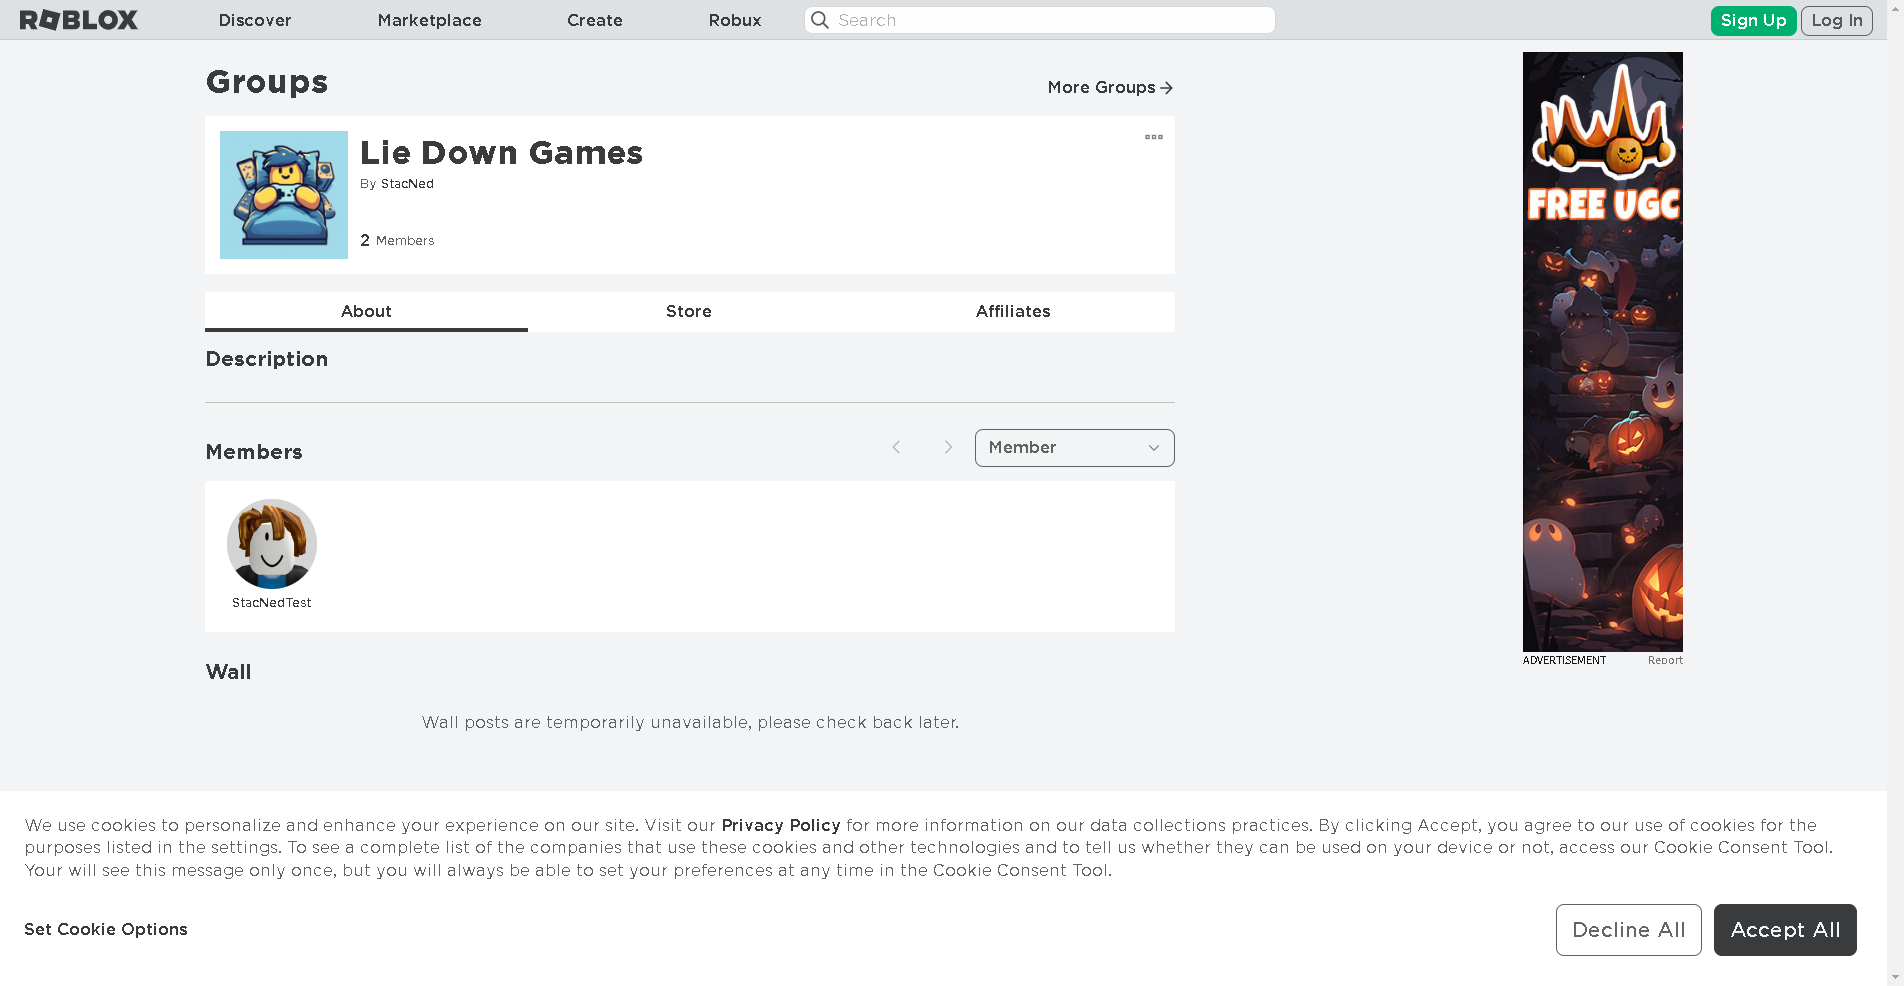 ROBLOX
Discover
Marketplace
Create
Robux
Search
Sign Up
Log In
Groups
More Groups
Lie Down Games
By StacNed
2 Members
About
Store
Affiliates
Description
Members
Member
StacNedTest
Wall
Wall posts are temporarily unavailable, please check back later.
FREE UGC
ADVERTISEMENT
Report
We use cookies to personalize and enhance your experience on our site. Visit our Privacy Policy for more information on our data collections practices. By clicking Accept, you agree to our use of cookies for the
purposes listed in the settings. To see a complete list of the companies that use these cookies and other technologies and to tell us whether they can be used on your device or not, access our Cookie Consent Tool.
Your will see this message only once, but you will always be able to set your preferences at any time in the Cookie Consent Tool.
Set Cookie Options
Decline All
Accept All